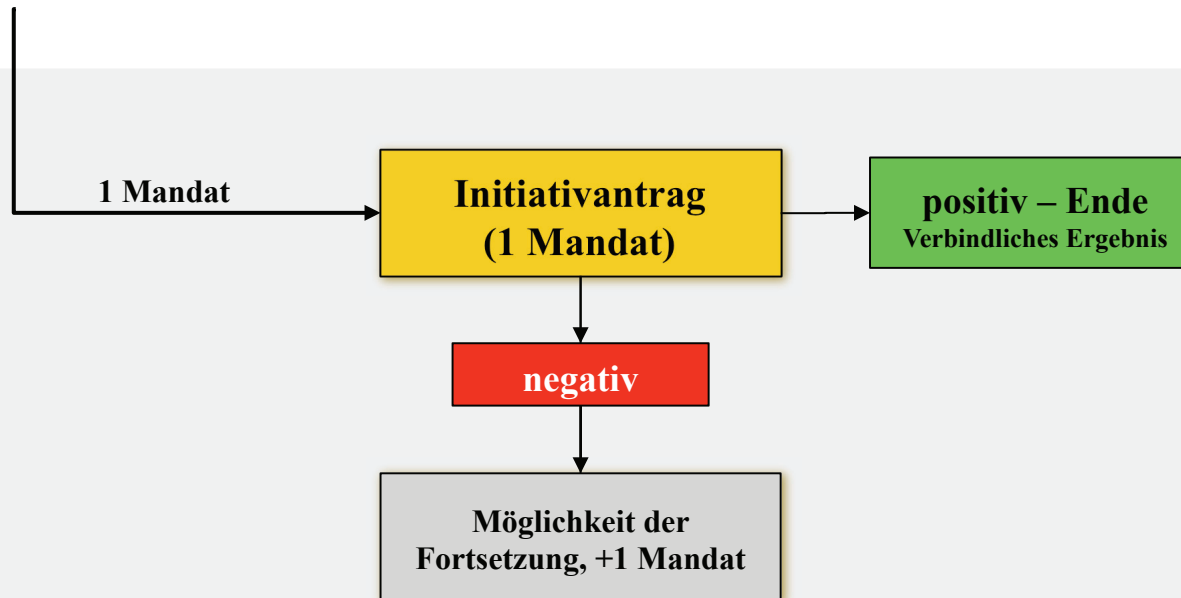 1 Mandat
Initiativantrag
(1 Mandat)
positiv – Ende
Verbindliches Ergebnis
negativ
Möglichkeit der
Fortsetzung, +1 Mandat